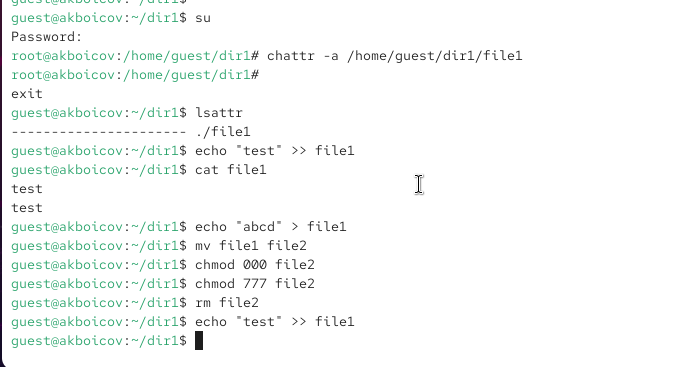 guest@akboicov:~/dir1$ su
Password:
root@akboicov:/home/guest/dir1# chattr -a /home/guest/dir1/file1
root@akboicov:/home/guest/dir1#
exit
guest@akboicov:~/dir1$ lsattr
---------------------- ./file1
guest@akboicov:~/dir1$ echo "test" >> file1
guest@akboicov:~/dir1$ cat file1
test
test
guest@akboicov:~/dir1$ echo "abcd" > file1
guest@akboicov:~/dir1$ mv file1 file2
guest@akboicov:~/dir1$ chmod 000 file2
guest@akboicov:~/dir1$ chmod 777 file2
guest@akboicov:~/dir1$ rm file2
guest@akboicov:~/dir1$ echo "test" >> file1
guest@akboicov:~/dir1$